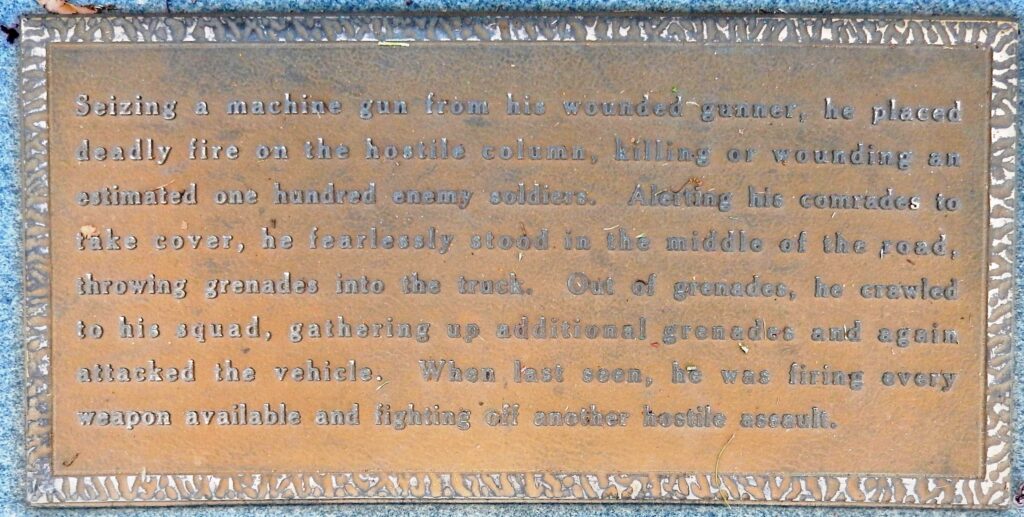 Seizing a machine gun from his wounded gunner, he placed
deadly fire on the hostile column, killing or wounding an
estimated one hundred enemy soldiers. Alerting his comrades to
take cover, he fearlessly stood in the middle of the road,
throwing grenades into the truck. Out of grenades, he crawled
to his squad, gathering up additional grenades and again
attacked the vehicle. When last seen, he was firing every
weapon available and fighting off another hostile assault.